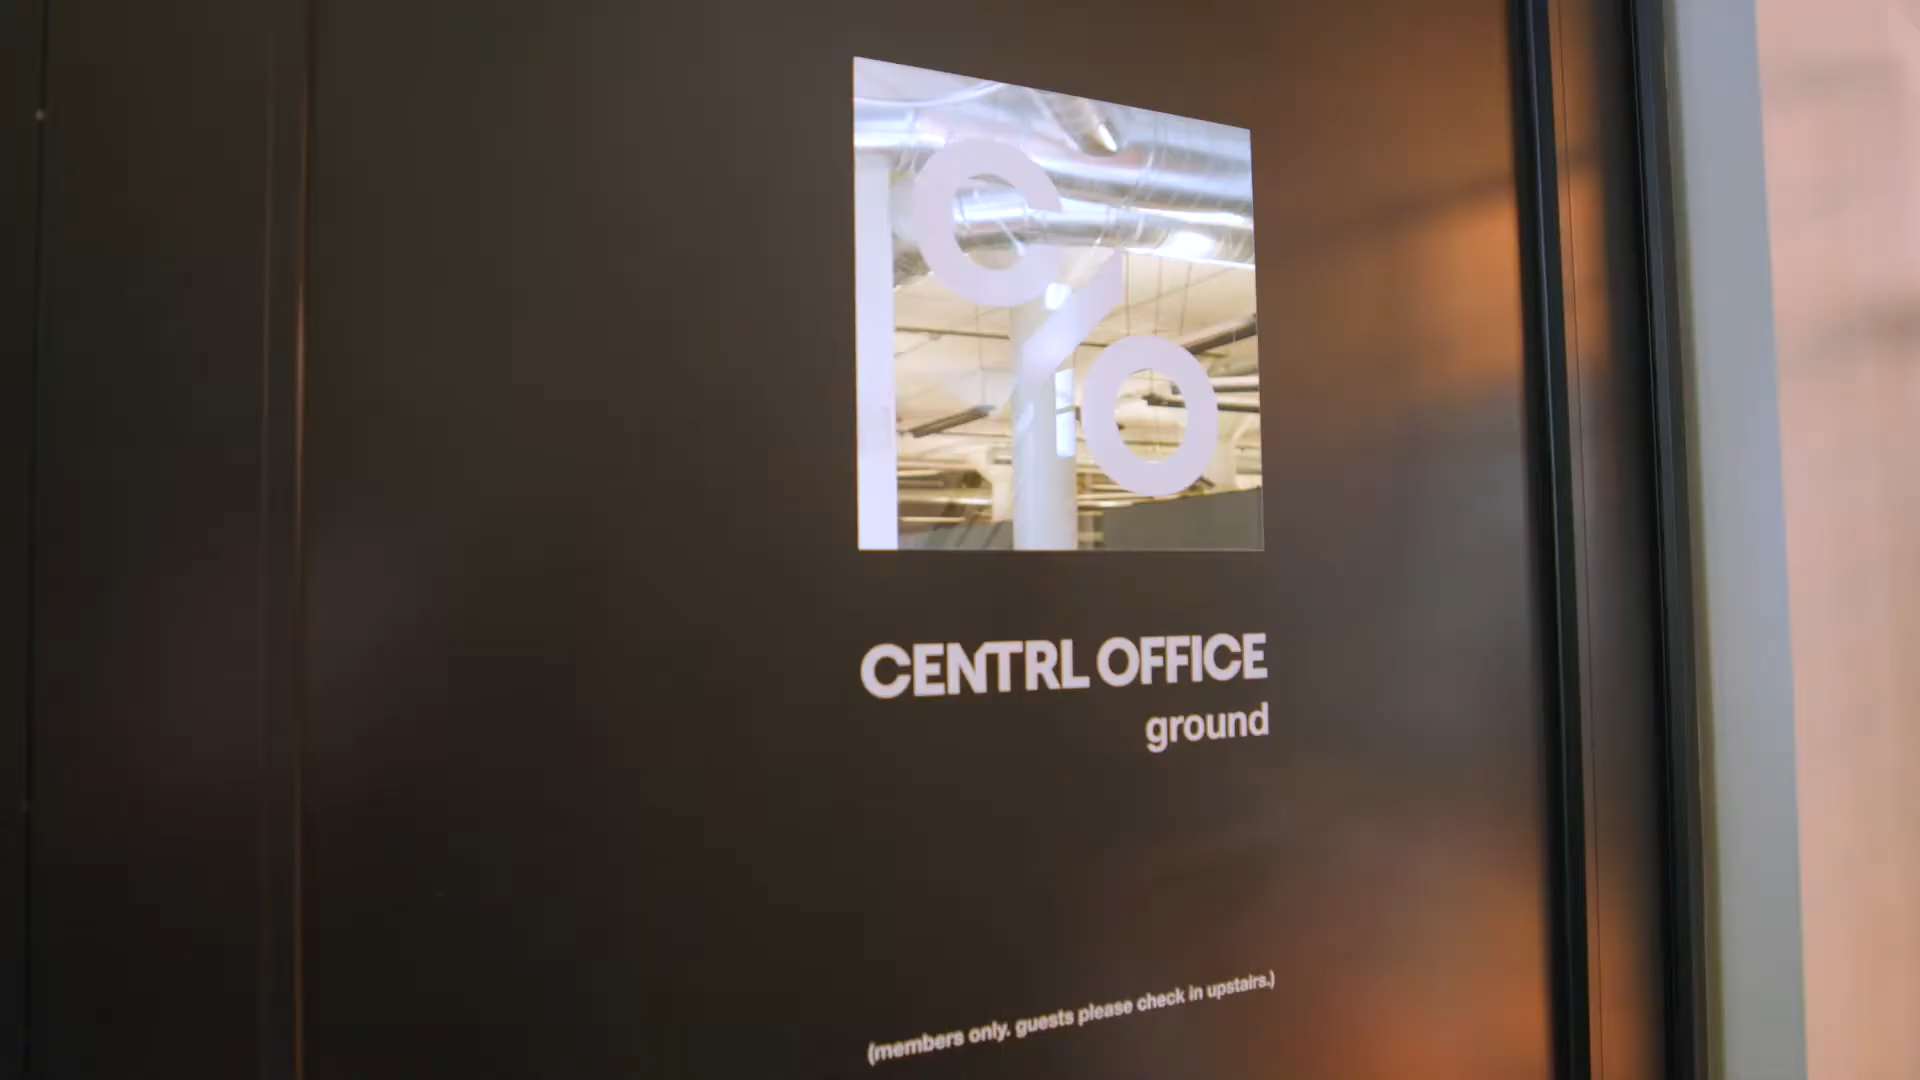 c/o
CENTRL OFFICE
ground
(members only. guests please check in upstairs.)